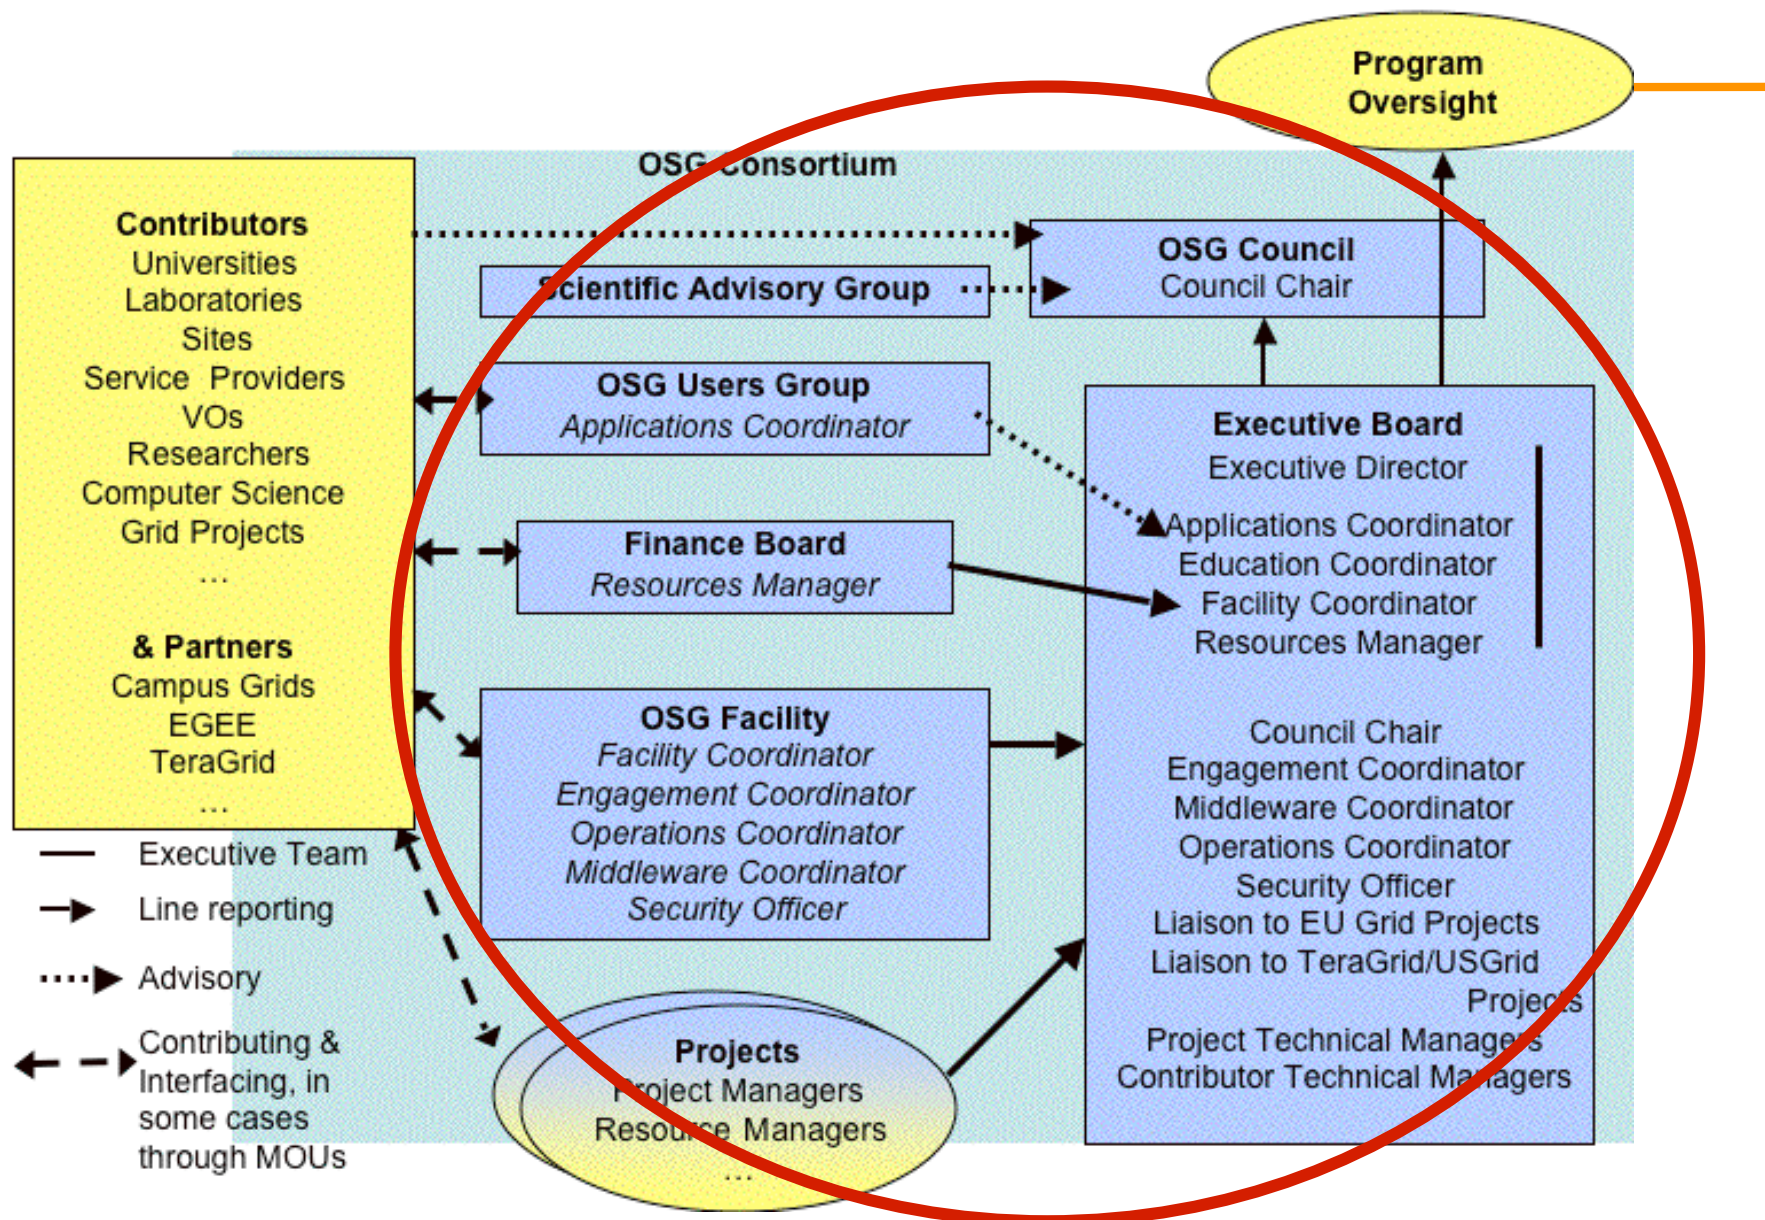 Program
Oversight
OSG Consortium
Contributors
Universities
Laboratories
Sites
Service Providers
VOs
Researchers
Computer Science
Grid Projects
...
& Partners
Campus Grids
EGEE
TeraGrid
...
OSG Council
Council Chair
Scientific Advisory Group
OSG Users Group
Applications Coordinator
Finance Board
Resources Manager
OSG Facility
Facility Coordinator
Engagement Coordinator
Operations Coordinator
Middleware Coordinator
Security Officer
Projects
Project Managers
Resource Managers
...
Executive Board
Executive Director
Applications Coordinator
Education Coordinator
Facility Coordinator
Resources Manager
Council Chair
Engagement Coordinator
Middleware Coordinator
Operations Coordinator
Security Officer
Liaison to EU Grid Projects
Liaison to TeraGrid/USGrid
Projects
Project Technical Managers
Contributor Technical Managers
Executive Team
Line reporting
Advisory
Contributing &
Interfacing, in
some cases
through MOUs